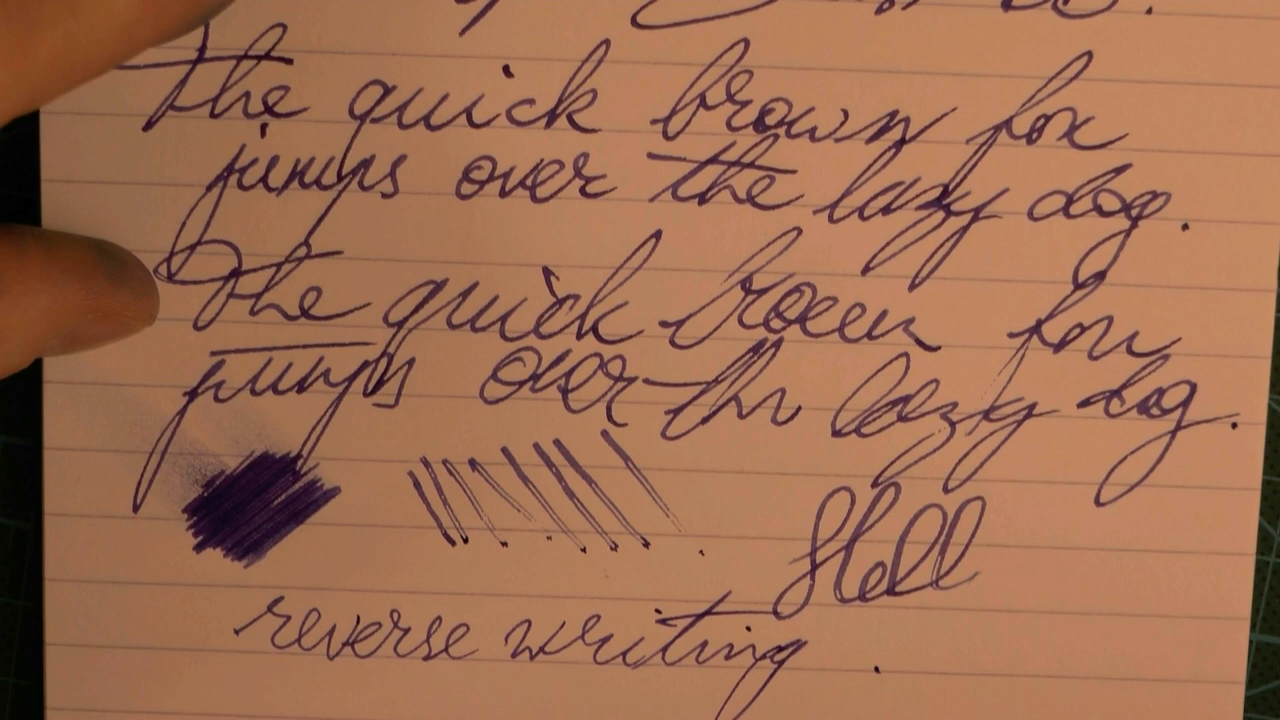 The quick brown fox
jumps over the lazy dog.
The quick brown fox
jumps over the lazy dog.
reverse writing.